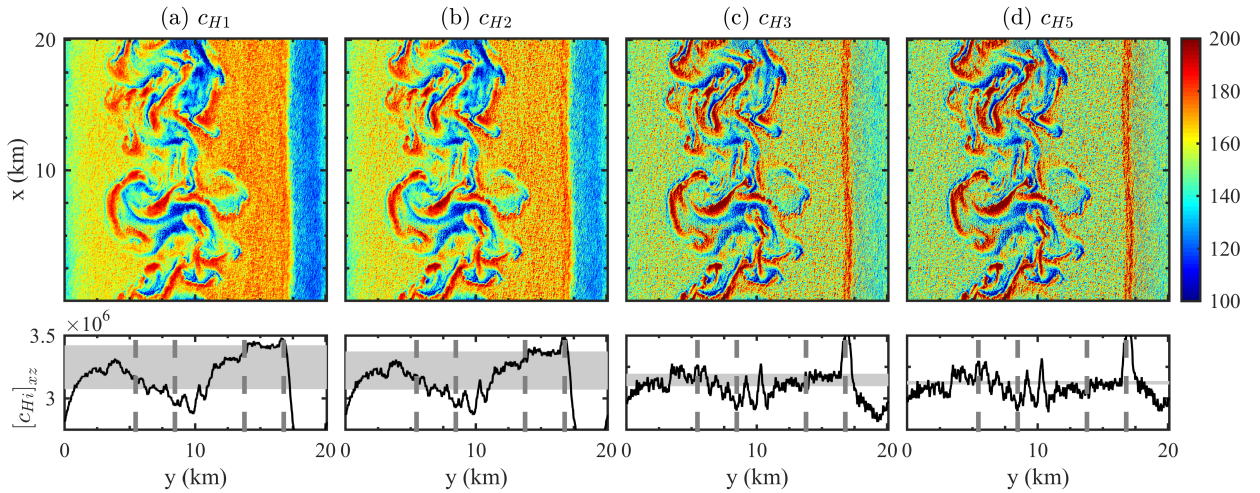 (a) c_{H1} (b) c_{H2} (c) c_{H3} (d) c_{H5}
20 200
180
160
x (km) 10
140
120
100
×10^6
3.5
[c_{Hi}]_{xz} 3
0 10 20 0 10 20 0 10 20 0 10 20
y (km) y (km) y (km) y (km)